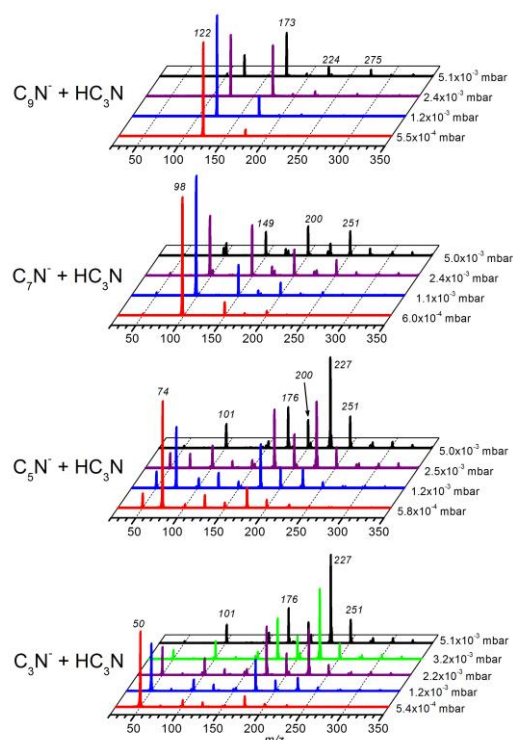 122
173
224
275
C₉N⁻ + HC₃N
5.1x10⁻³ mbar
2.4x10⁻³ mbar
1.2x10⁻³ mbar
5.5x10⁻⁴ mbar
50 100 150 200 250 300 350
98
149
200
251
C₇N⁻ + HC₃N
5.0x10⁻³ mbar
2.4x10⁻³ mbar
1.1x10⁻³ mbar
6.0x10⁻⁴ mbar
50 100 150 200 250 300 350
227
74
200
176
101
251
C₅N⁻ + HC₃N
5.0x10⁻³ mbar
2.5x10⁻³ mbar
1.2x10⁻³ mbar
5.8x10⁻⁴ mbar
50 100 150 200 250 300 350
227
50
101
176
251
C₃N⁻ + HC₃N
5.1x10⁻³ mbar
3.2x10⁻³ mbar
2.2x10⁻³ mbar
1.2x10⁻³ mbar
5.4x10⁻⁴ mbar
50 100 150 200 250 300 350
m/z